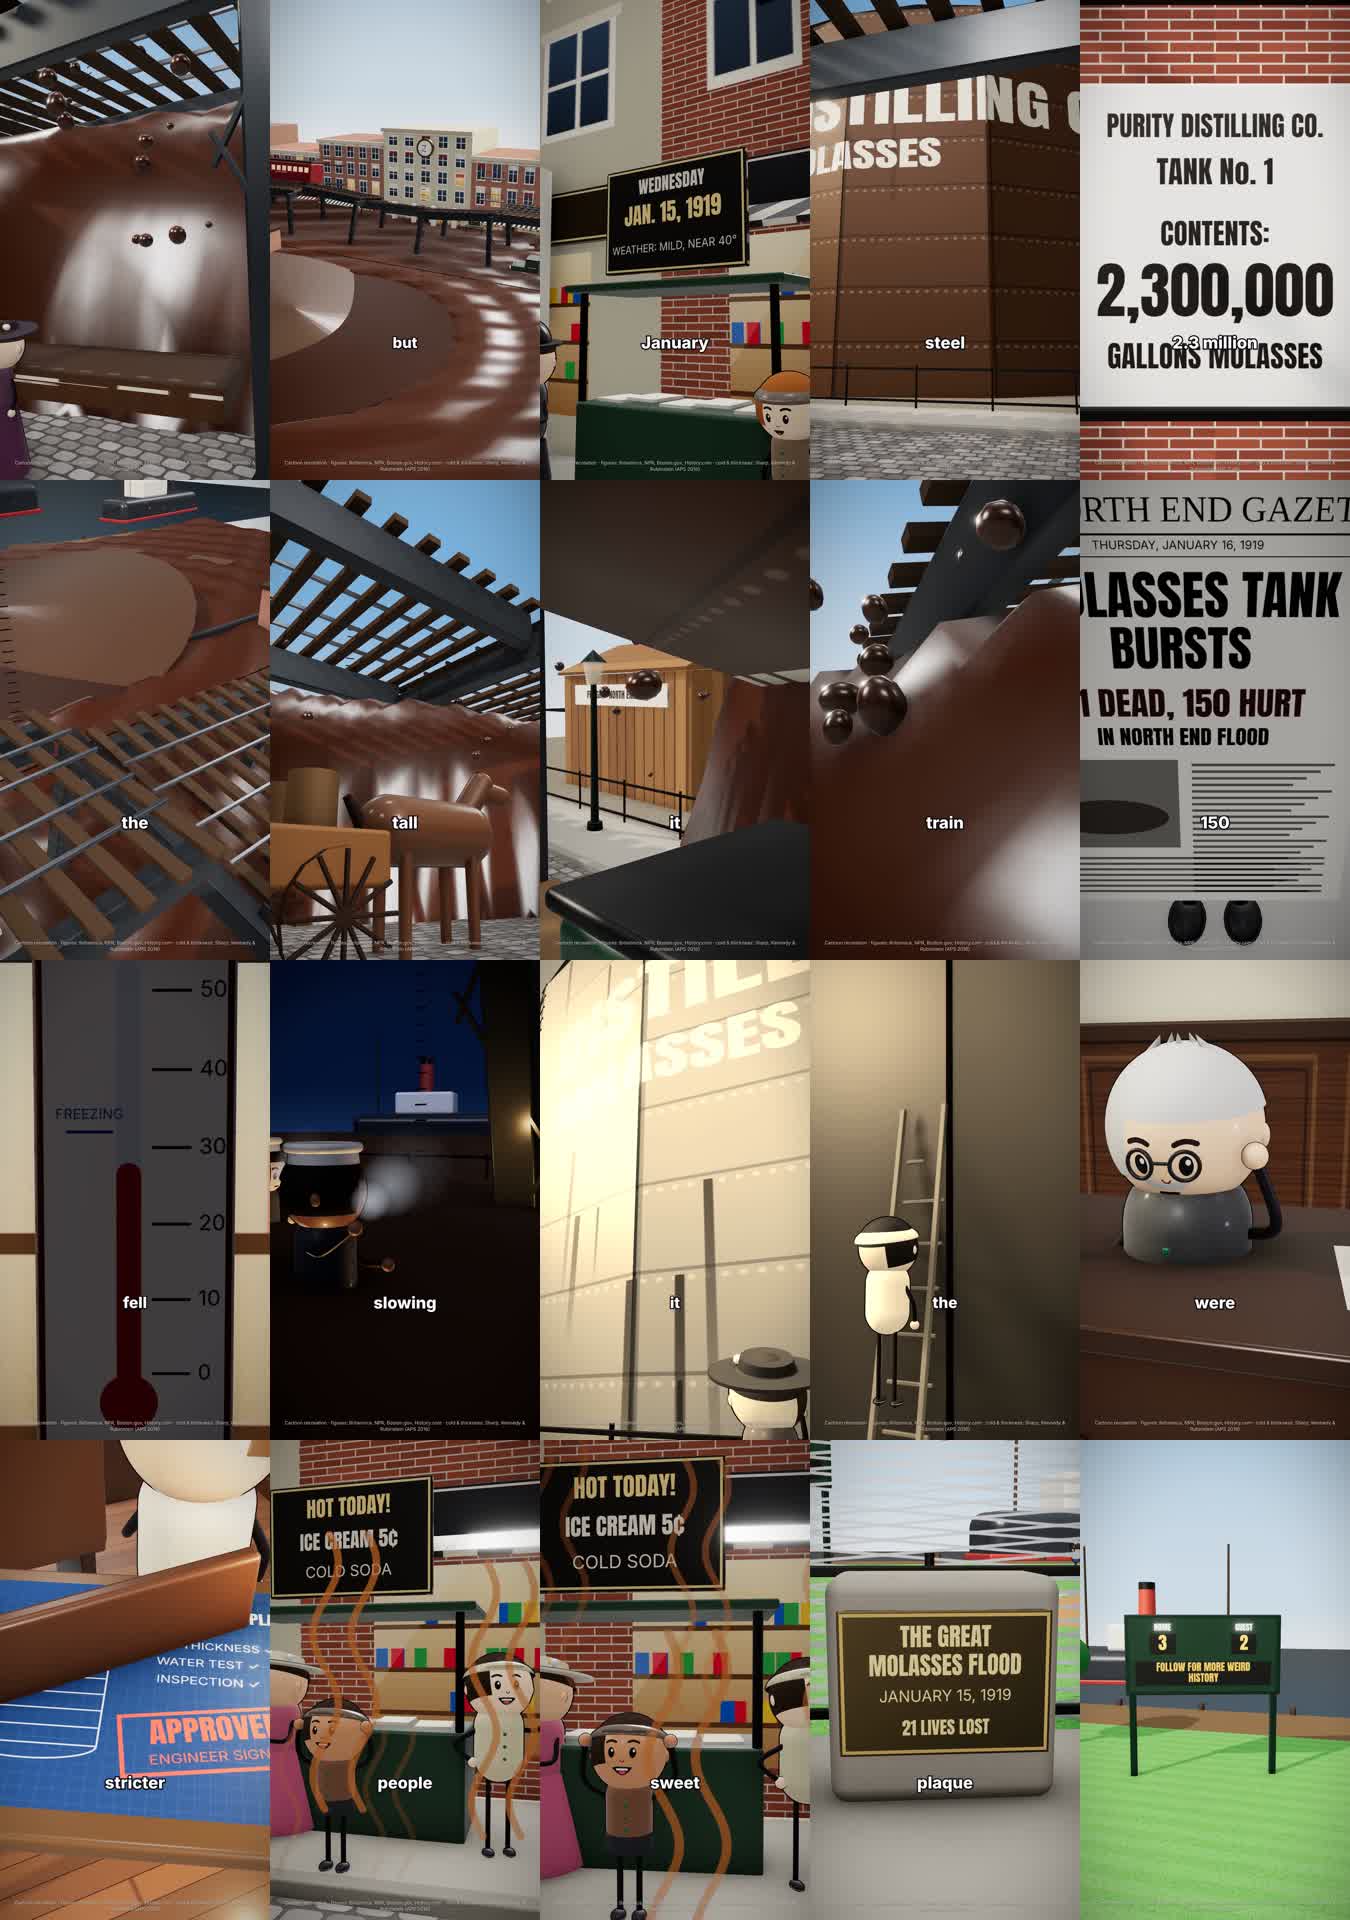 but
WEDNESDAY
JAN. 15, 1919
WEATHER: MILD, NEAR 40°
January
STILLING
OLASSES
steel
PURITY DISTILLING CO.
TANK No. 1
CONTENTS:
2,300,000
2.3 million
GALLONS MOLASSES
the
tall
it
train
RTH END GAZET
THURSDAY, JANUARY 16, 1919
LASSES TANK
BURSTS
1 DEAD, 150 HURT
IN NORTH END FLOOD
150
50
40
FREEZING
30
20
10
0
fell
slowing
STILL
ASSES
it
the
were
THICKNESS ✓
WATER TEST ✓
INSPECTION ✓
APPROVE
ENGINEER SIGN
stricter
HOT TODAY!
ICE CREAM 5¢
COLD SODA
people
HOT TODAY!
ICE CREAM 5¢
COLD SODA
sweet
THE GREAT
MOLASSES FLOOD
JANUARY 15, 1919
21 LIVES LOST
plaque
HOME GUEST
3 2
FOLLOW FOR MORE WEIRD
HISTORY